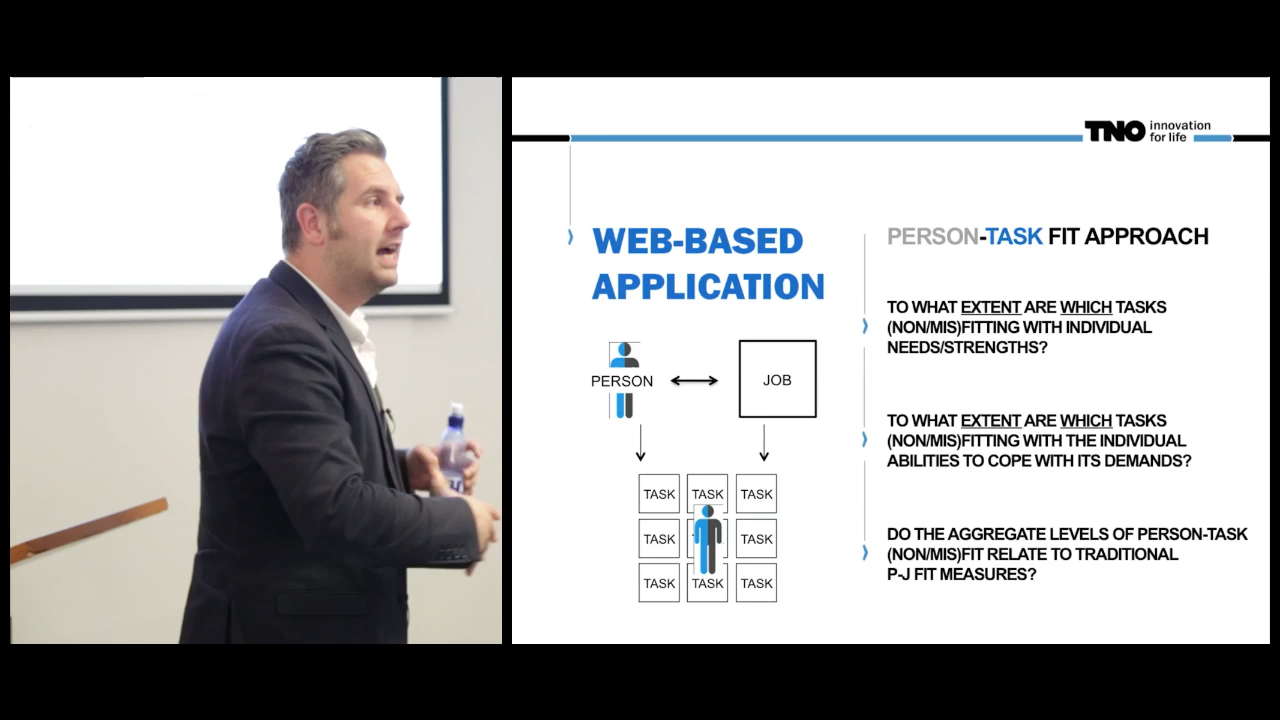 TNO innovation
for life
WEB-BASED
APPLICATION
PERSON
JOB
TASK TASK TASK
TASK TASK
TASK TASK TASK
PERSON-TASK FIT APPROACH
TO WHAT EXTENT ARE WHICH TASKS
(NON/MIS)FITTING WITH INDIVIDUAL
NEEDS/STRENGTHS?
TO WHAT EXTENT ARE WHICH TASKS
(NON/MIS)FITTING WITH THE INDIVIDUAL
ABILITIES TO COPE WITH ITS DEMANDS?
DO THE AGGREGATE LEVELS OF PERSON-TASK
(NON/MIS)FIT RELATE TO TRADITIONAL
P-J FIT MEASURES?